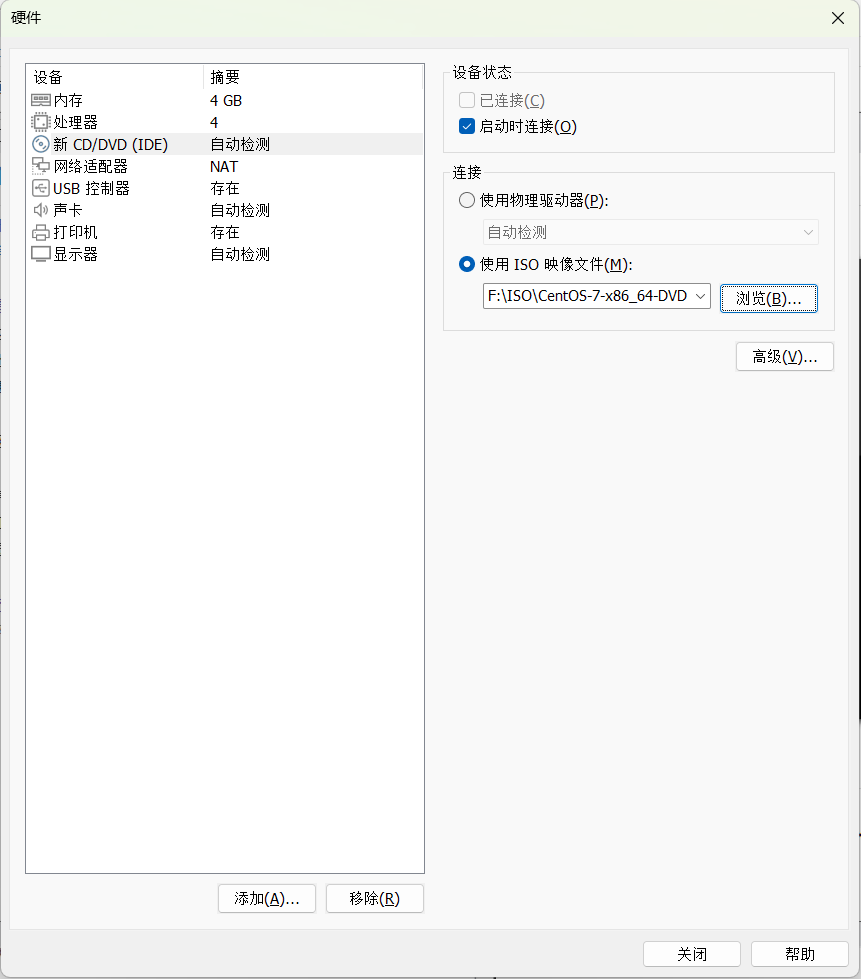 硬件
设备 摘要
内存 4 GB
处理器 4
新 CD/DVD (IDE) 自动检测
网络适配器 NAT
USB 控制器 存在
声卡 自动检测
打印机 存在
显示器 自动检测
添加(A)... 移除(R)
设备状态
已连接(C)
启动时连接(O)
连接
使用物理驱动器(P):
自动检测
使用 ISO 映像文件(M):
F:\ISO\CentOS-7-x86_64-DVD 浏览(B)...
高级(V)...
关闭 帮助